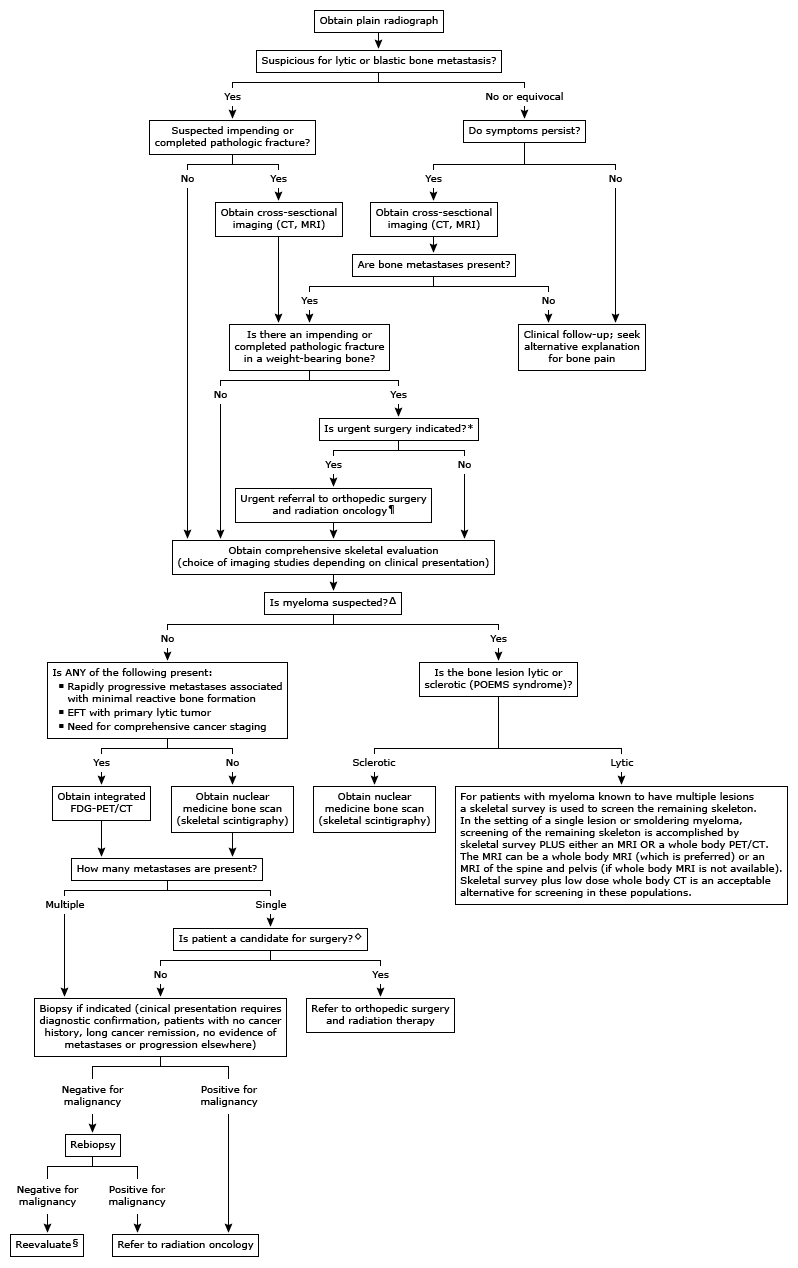 Obtain plain radiograph
Suspicious for lytic or blastic bone metastasis?
Yes
No or equivocal
Suspected impending or
completed pathologic fracture?
Do symptoms persist?
No
Yes
Yes
No
Obtain cross-sesctional
imaging (CT, MRI)
Obtain cross-sesctional
imaging (CT, MRI)
Are bone metastases present?
Yes
No
Is there an impending or
completed pathologic fracture
in a weight-bearing bone?
Clinical follow-up; seek
alternative explanation
for bone pain
No
Yes
Is urgent surgery indicated?*
Yes
No
Urgent referral to orthopedic surgery
and radiation oncology¶
Obtain comprehensive skeletal evaluation
(choice of imaging studies depending on clinical presentation)
Is myeloma suspected?Δ
No
Yes
Is ANY of the following present:
▪ Rapidly progressive metastases associated
with minimal reactive bone formation
▪ EFT with primary lytic tumor
▪ Need for comprehensive cancer staging
Is the bone lesion lytic or
sclerotic (POEMS syndrome)?
Yes
No
Sclerotic
Lytic
Obtain integrated
FDG-PET/CT
Obtain nuclear
medicine bone scan
(skeletal scintigraphy)
Obtain nuclear
medicine bone scan
(skeletal scintigraphy)
For patients with myeloma known to have multiple lesions
a skeletal survey is used to screen the remaining skeleton.
In the setting of a single lesion or smoldering myeloma,
screening of the remaining skeleton is accomplished by
skeletal survey PLUS either an MRI OR a whole body PET/CT.
The MRI can be a whole body MRI (which is preferred) or an
MRI of the spine and pelvis (if whole body MRI is not available).
Skeletal survey plus low dose whole body CT is an acceptable
alternative for screening in these populations.
How many metastases are present?
Multiple
Single
Is patient a candidate for surgery?◇
No
Yes
Biopsy if indicated (cinical presentation requires
diagnostic confirmation, patients with no cancer
history, long cancer remission, no evidence of
metastases or progression elsewhere)
Refer to orthopedic surgery
and radiation therapy
Negative for
malignancy
Positive for
malignancy
Rebiopsy
Negative for
malignancy
Positive for
malignancy
Reevaluate§
Refer to radiation oncology